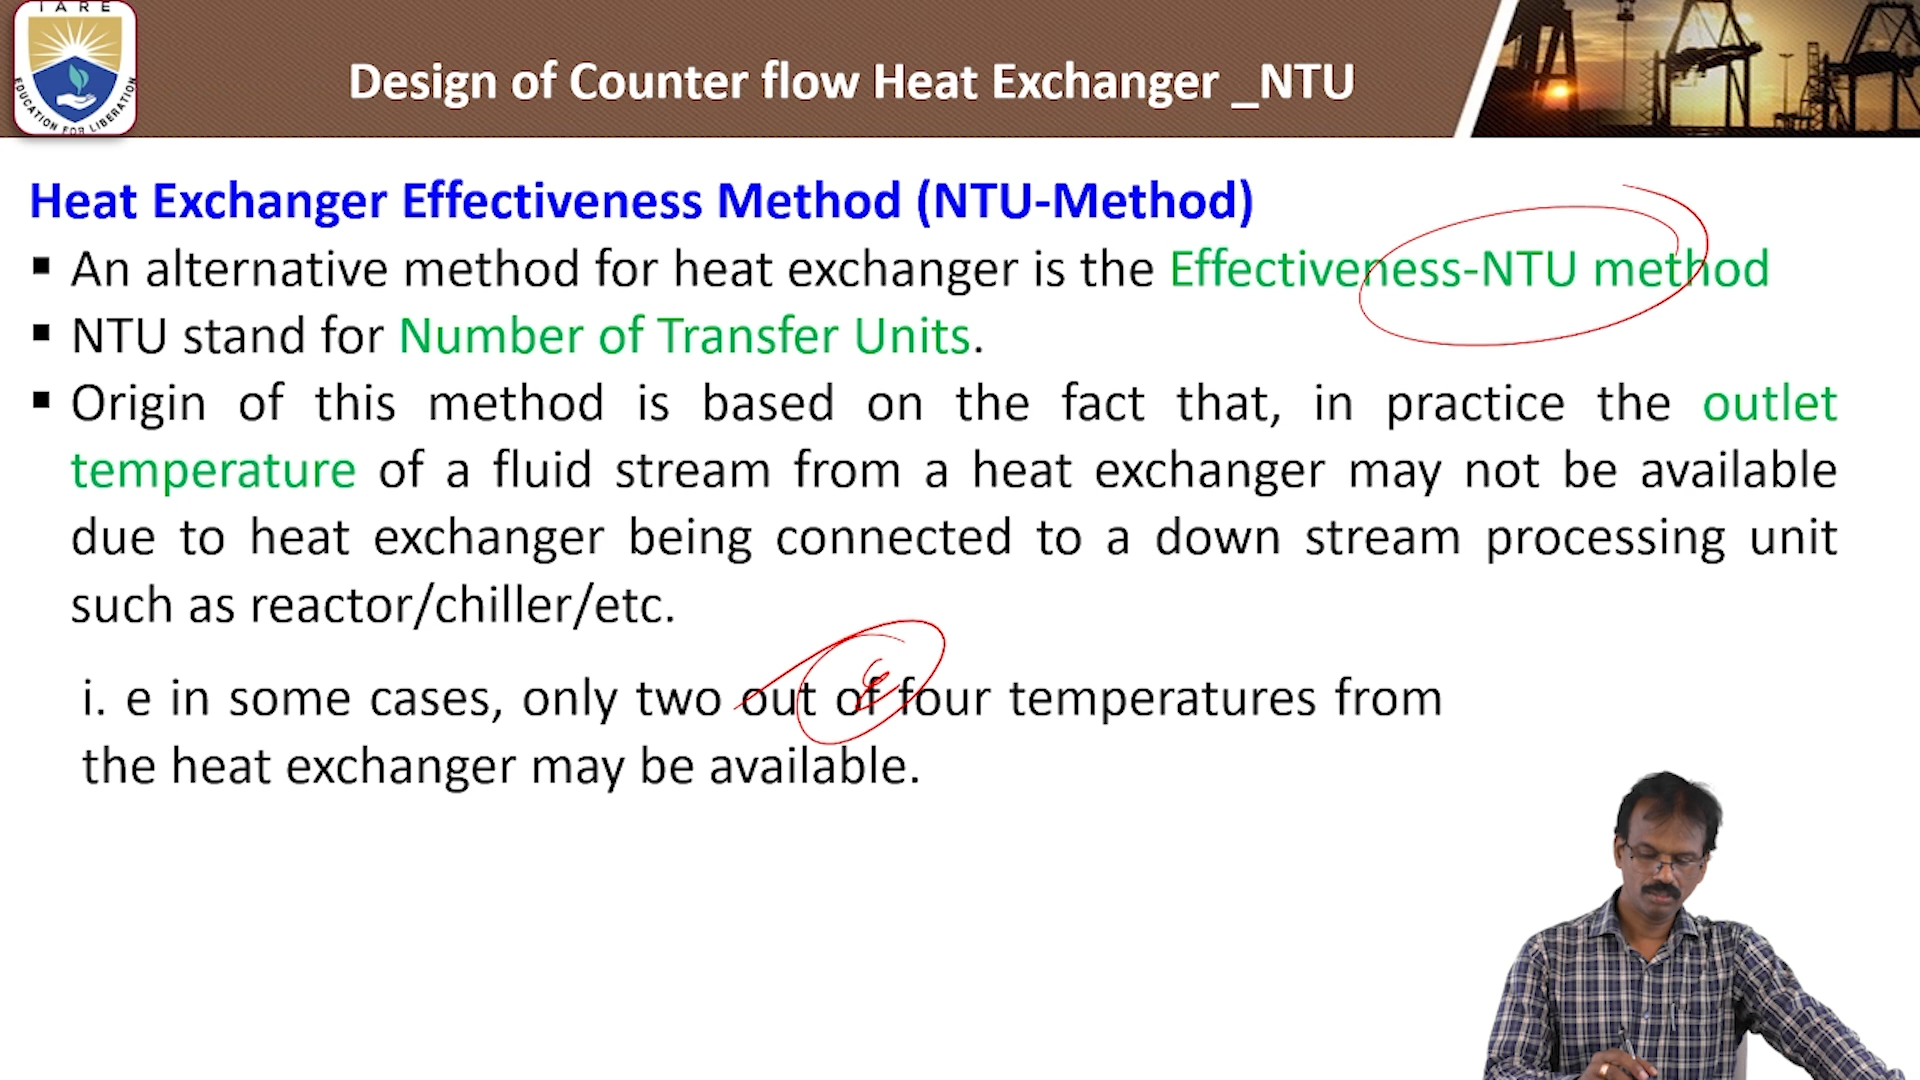 IARE
EDUCATION FOR LIBERATION
Design of Counter flow Heat Exchanger _NTU
Heat Exchanger Effectiveness Method (NTU-Method)
▪ An alternative method for heat exchanger is the Effectiveness-NTU method
▪ NTU stand for Number of Transfer Units.
▪ Origin of this method is based on the fact that, in practice the outlet
temperature of a fluid stream from a heat exchanger may not be available
due to heat exchanger being connected to a down stream processing unit
such as reactor/chiller/etc.
i. e in some cases, only two out of four temperatures from
the heat exchanger may be available.